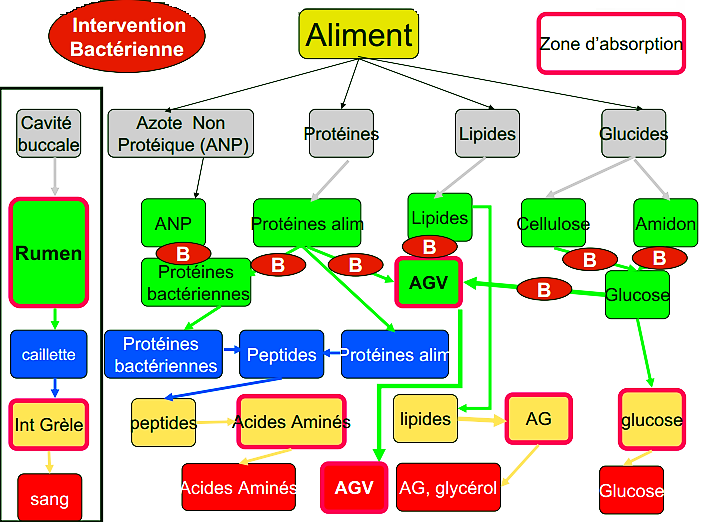 Intervention
Bactérienne
Aliment
Zone d'absorption
Cavité
buccale
Azote Non
Protéique (ANP)
Protéines
Lipides
Glucides
Rumen
ANP
Protéines alim
Lipides
Cellulose
Amidon
B
B
B
B
B
B
B
Protéines
bactériennes
AGV
Glucose
caillette
Protéines
bactériennes
Peptides
Protéines alim
Int Grèle
peptides
Acides Aminés
lipides
AG
glucose
sang
Acides Aminés
AGV
AG, glycérol
Glucose